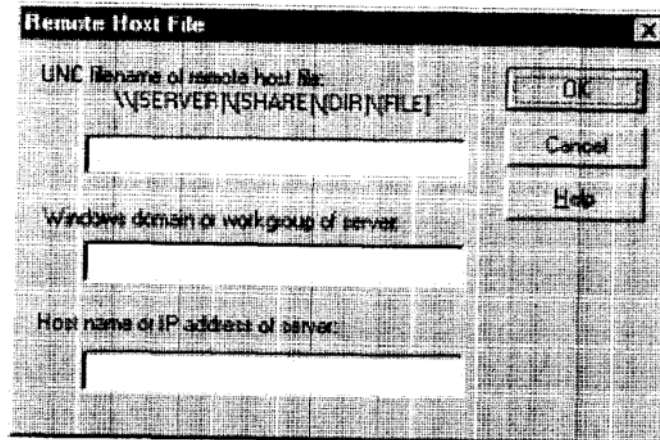 Remote Host File
UNC filename of remote host file:
\\[SERVER]\[SHARE]\[DIR]\[FILE]
OK
Cancel
Help
Windows domain or workgroup of server:
Host name or IP address of server: